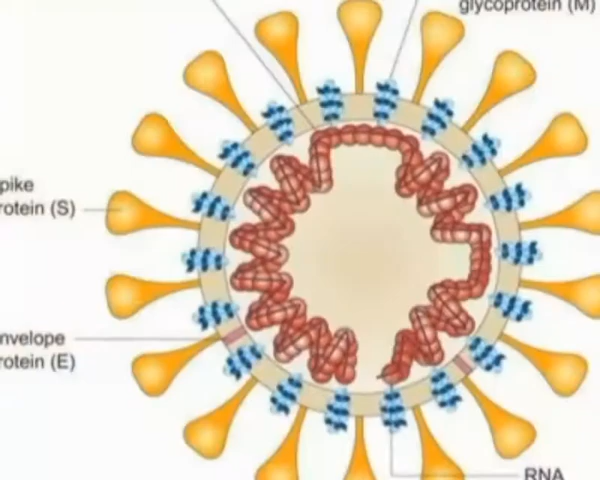 glycoprotein (M)
pike
rotein (S)
nvelope
rotein (E)
RNA